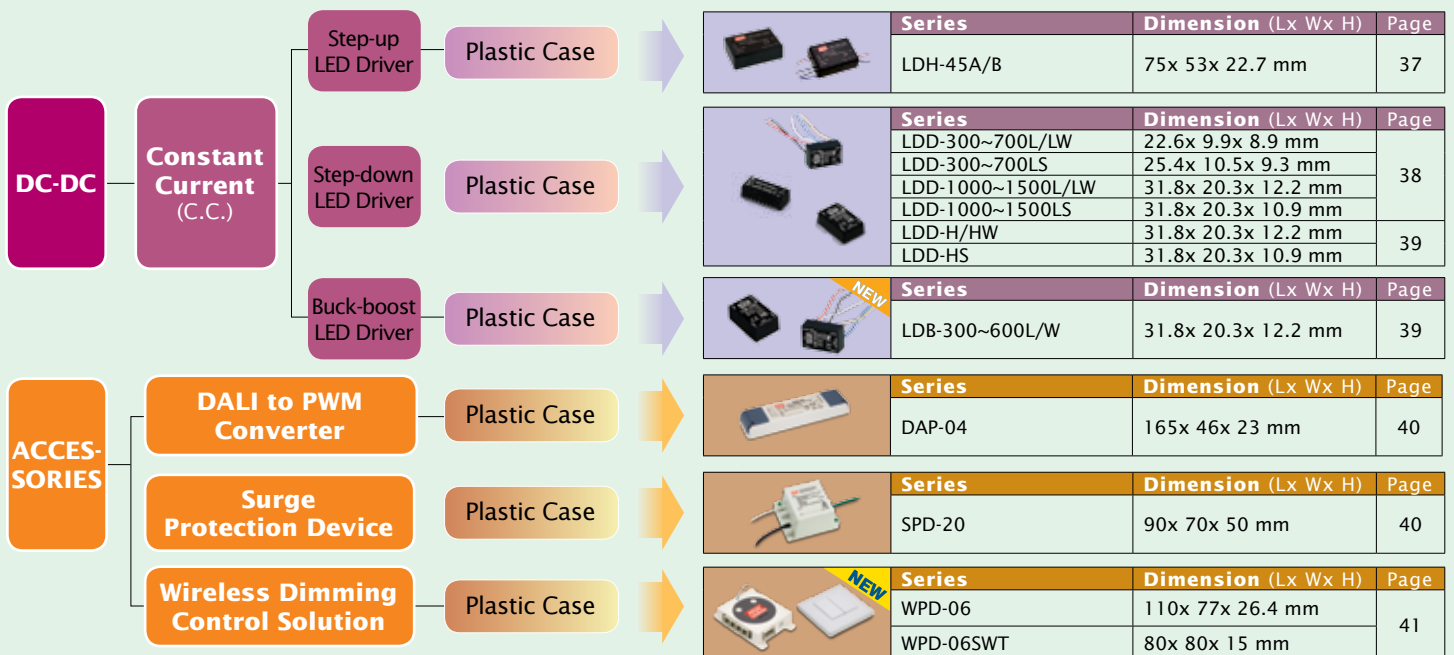 DC-DC
Constant
Current
(C.C.)
Step-up
LED Driver
Plastic Case
Series Dimension (Lx Wx H) Page
LDH-45A/B 75x 53x 22.7 mm 37
Step-down
LED Driver
Plastic Case
Series Dimension (Lx Wx H) Page
LDD-300~700L/LW 22.6x 9.9x 8.9 mm
LDD-300~700LS 25.4x 10.5x 9.3 mm
38
LDD-1000~1500L/LW 31.8x 20.3x 12.2 mm
LDD-1000~1500LS 31.8x 20.3x 10.9 mm
LDD-H/HW 31.8x 20.3x 12.2 mm
39
LDD-HS 31.8x 20.3x 10.9 mm
Buck-boost
LED Driver
Plastic Case
NEW
Series Dimension (Lx Wx H) Page
LDB-300~600L/W 31.8x 20.3x 12.2 mm 39
ACCES-
SORIES
DALI to PWM
Converter
Plastic Case
Series Dimension (Lx Wx H) Page
DAP-04 165x 46x 23 mm 40
Surge
Protection Device
Plastic Case
Series Dimension (Lx Wx H) Page
SPD-20 90x 70x 50 mm 40
Wireless Dimming
Control Solution
Plastic Case
NEW
Series Dimension (Lx Wx H) Page
WPD-06 110x 77x 26.4 mm
41
WPD-06SWT 80x 80x 15 mm